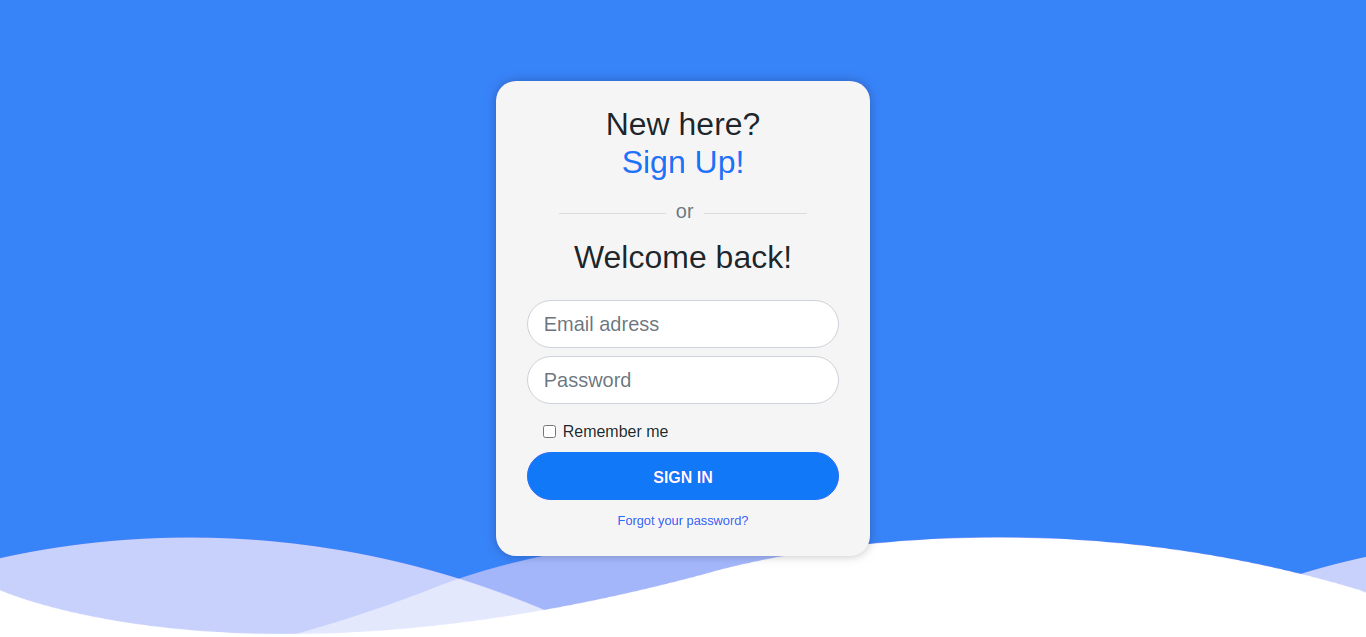 New here?
Sign Up!
or
Welcome back!
Email adress
Password
Remember me
SIGN IN
Forgot your password?